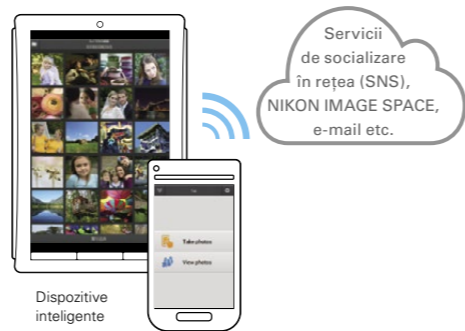 Servicii
de socializare
în rețea (SNS),
NIKON IMAGE SPACE,
e-mail etc.
Take photos
View photos
Dispozitive
inteligente